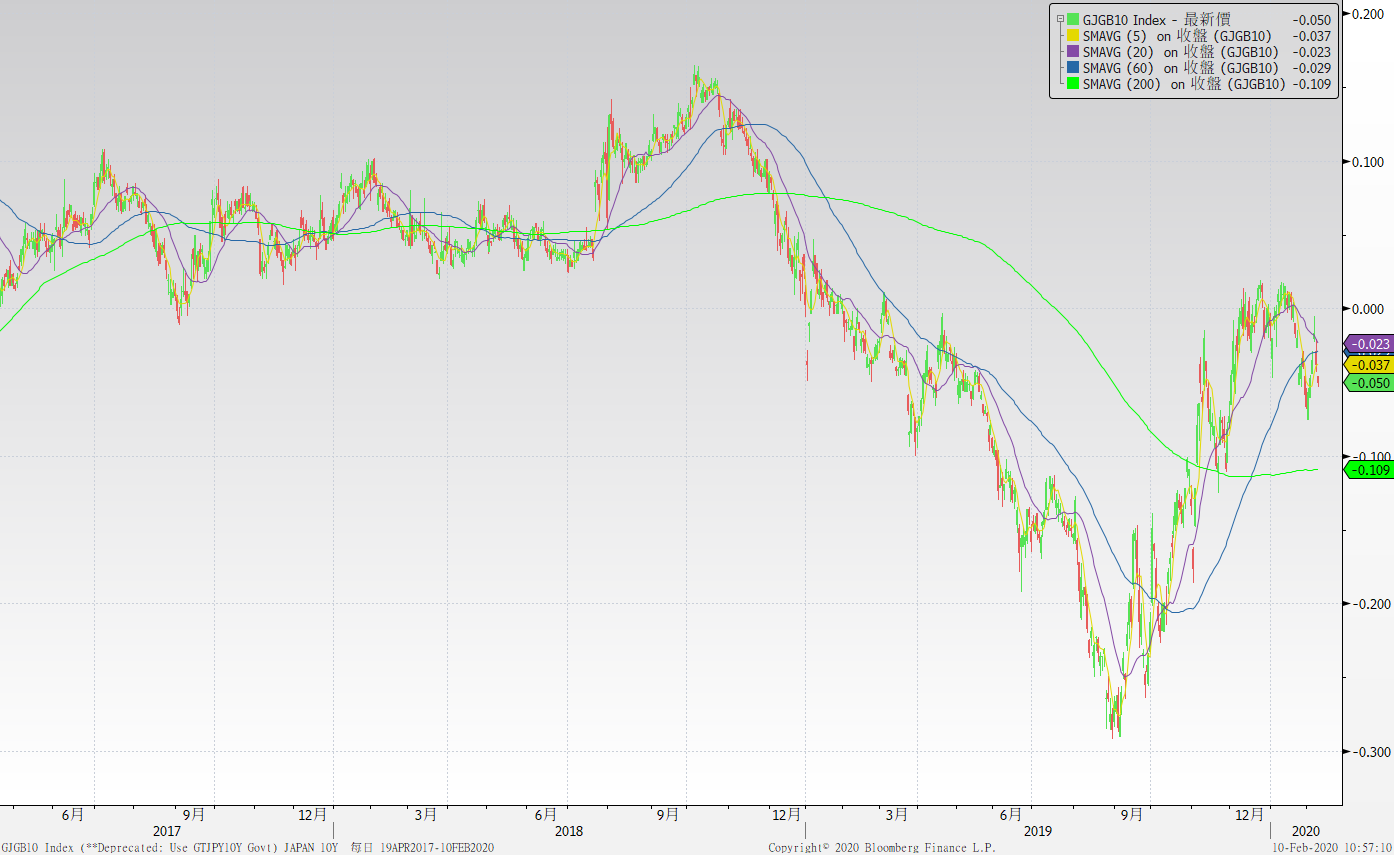 GJGB10 Index - 最新價 -0.050
SMAVG (5) on 收盤 (GJGB10) -0.037
SMAVG (20) on 收盤 (GJGB10) -0.023
SMAVG (60) on 收盤 (GJGB10) -0.029
SMAVG (200) on 收盤 (GJGB10) -0.109
0.200
0.100
0.000
-0.023
-0.037
-0.050
-0.100
-0.109
-0.200
-0.300
6月 9月 12月 3月 6月 9月 12月 3月 6月 9月 12月
2017 2018 2019 2020
GJGB10 Index (**Deprecated: Use GTJPY10Y Govt) JAPAN 10Y 每日 19APR2017-10FEB2020 Copyright© 2020 Bloomberg Finance L.P. 10-Feb-2020 10:57:10